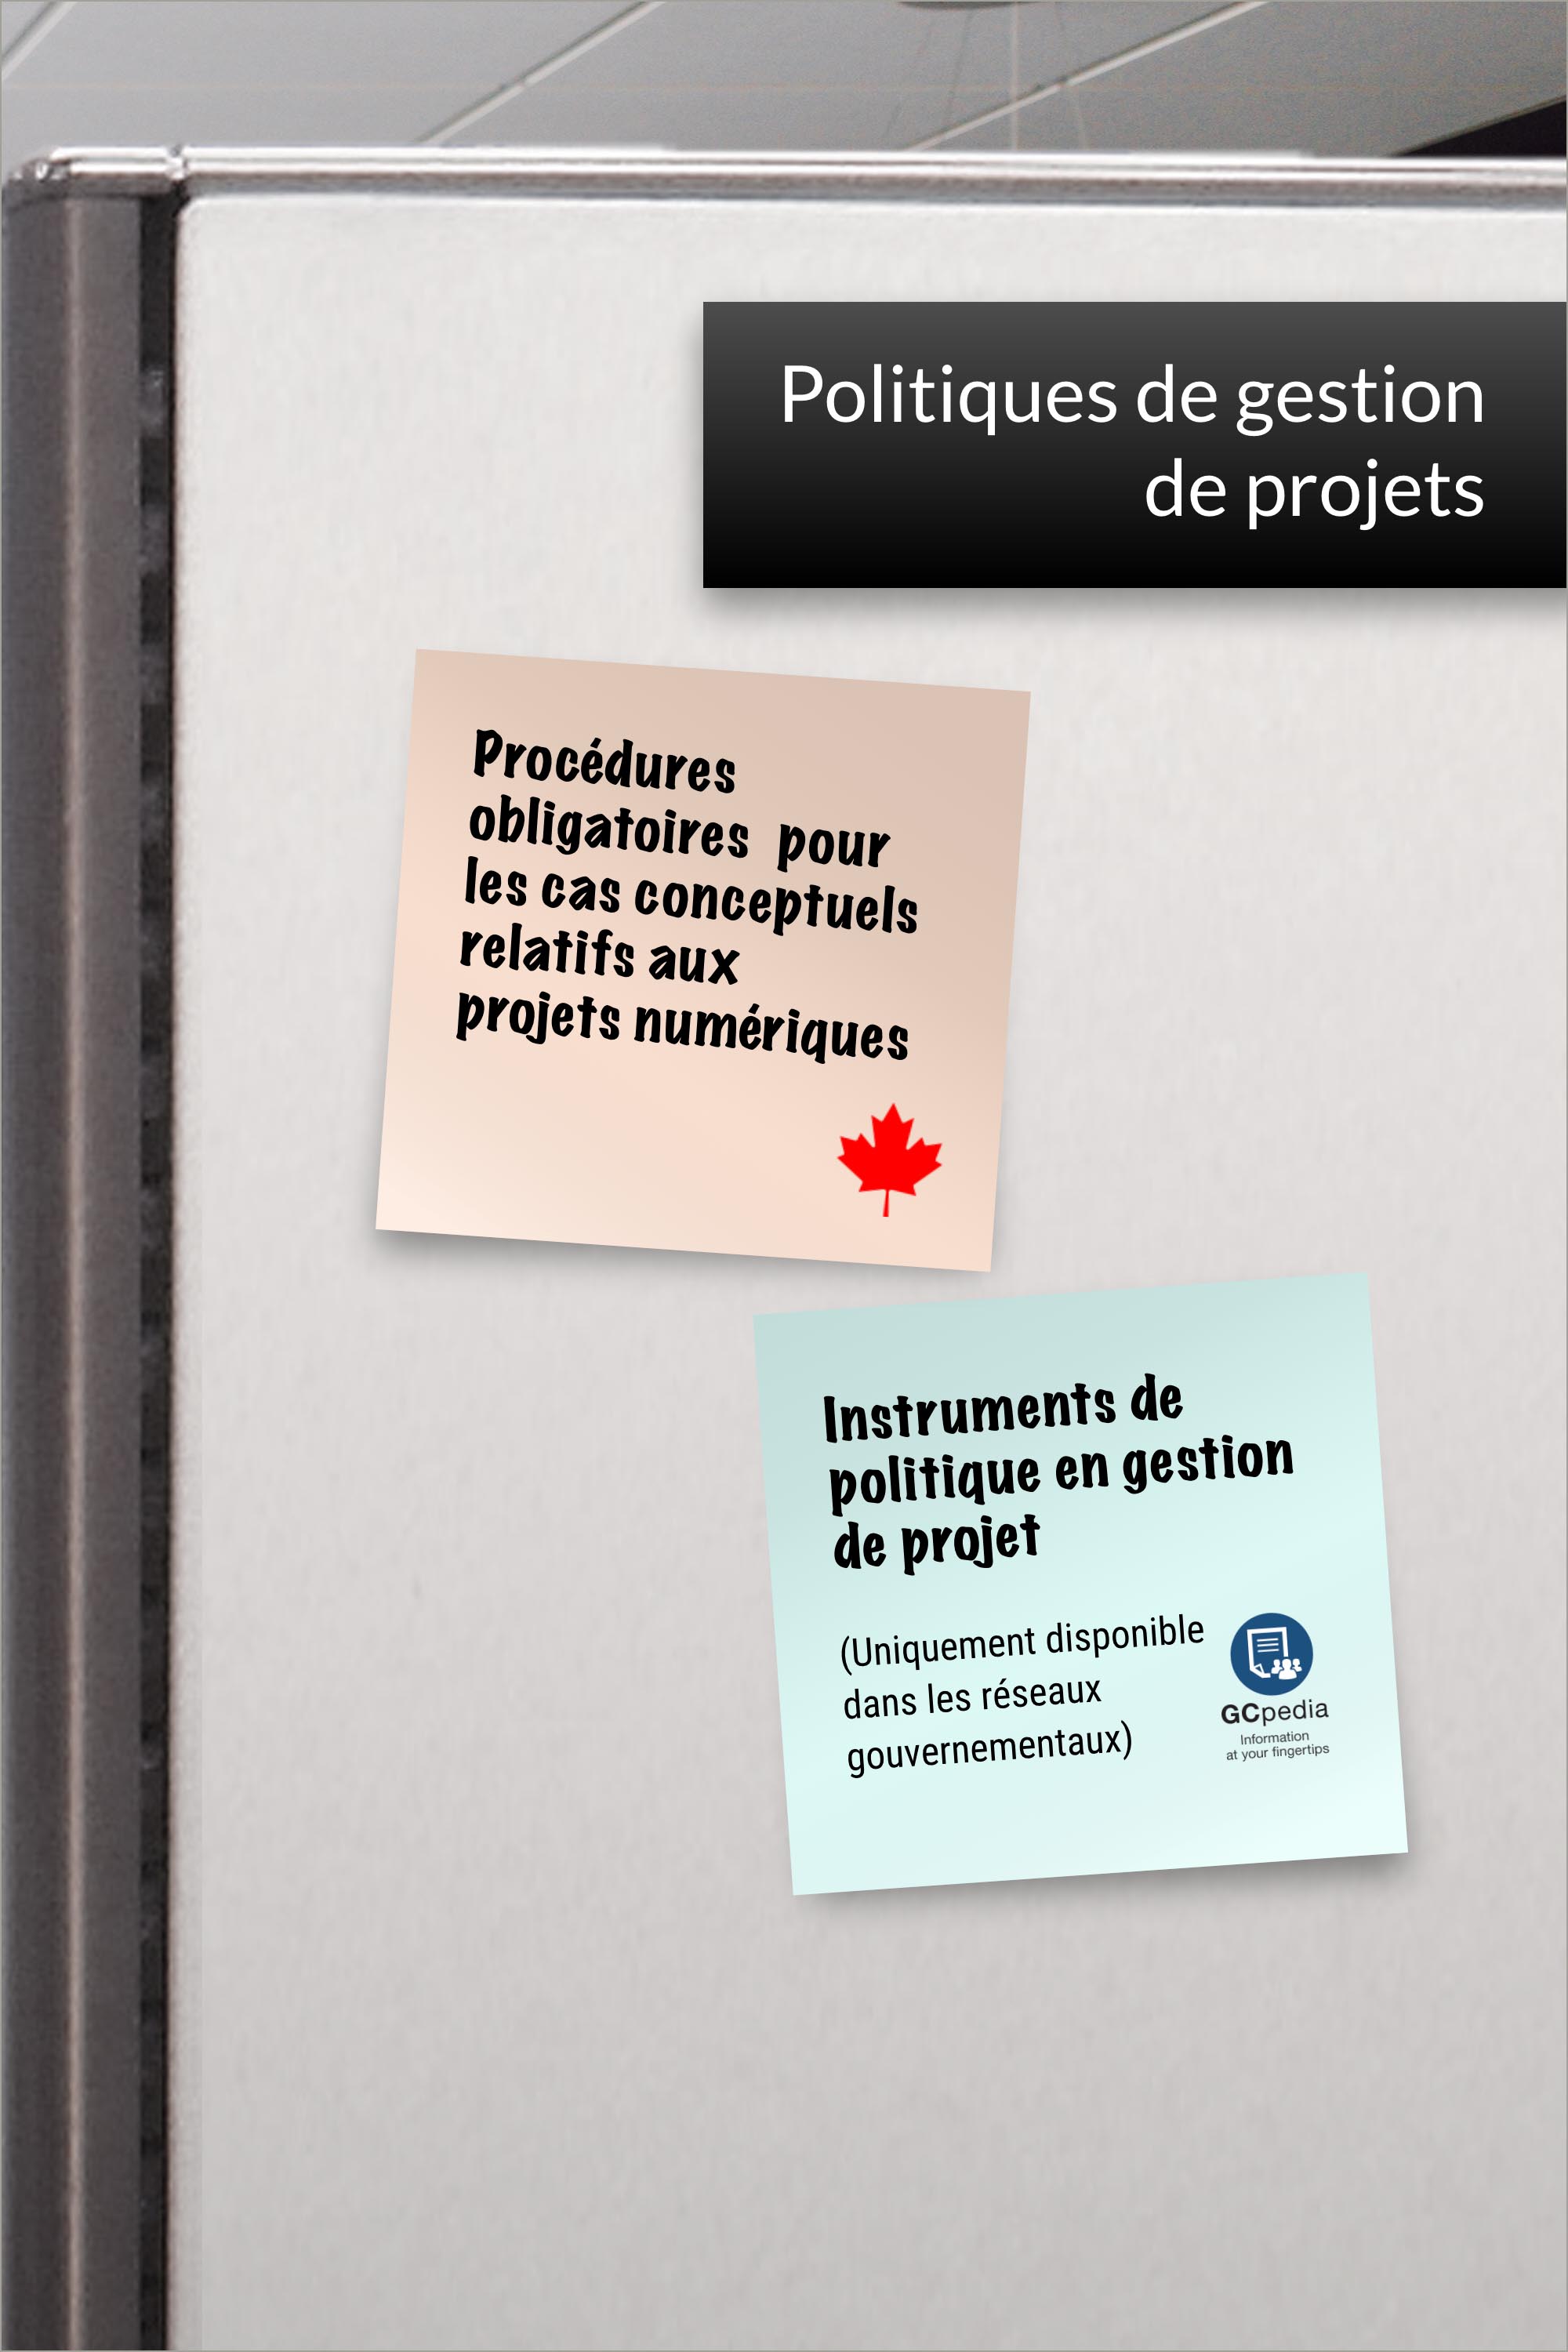 Politiques de gestion
de projets
Procédures
obligatoires pour
les cas conceptuels
relatifs aux
projets numériques
Instruments de
politique en gestion
de projet
(Uniquement disponible
dans les réseaux
gouvernementaux)
GCpedia
Information
at your fingertips